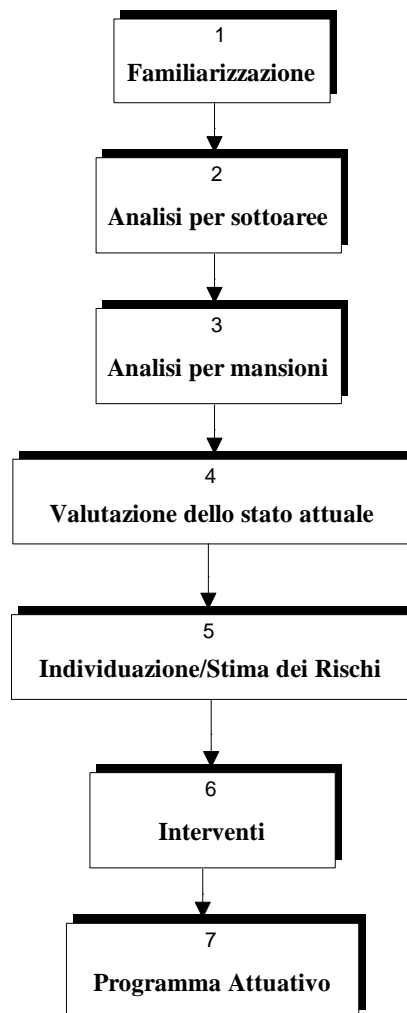 1
Familiarizzazione
2
Analisi per sottoaree
3
Analisi per mansioni
4
Valutazione dello stato attuale
5
Individuazione/Stima dei Rischi
6
Interventi
7
Programma Attuativo